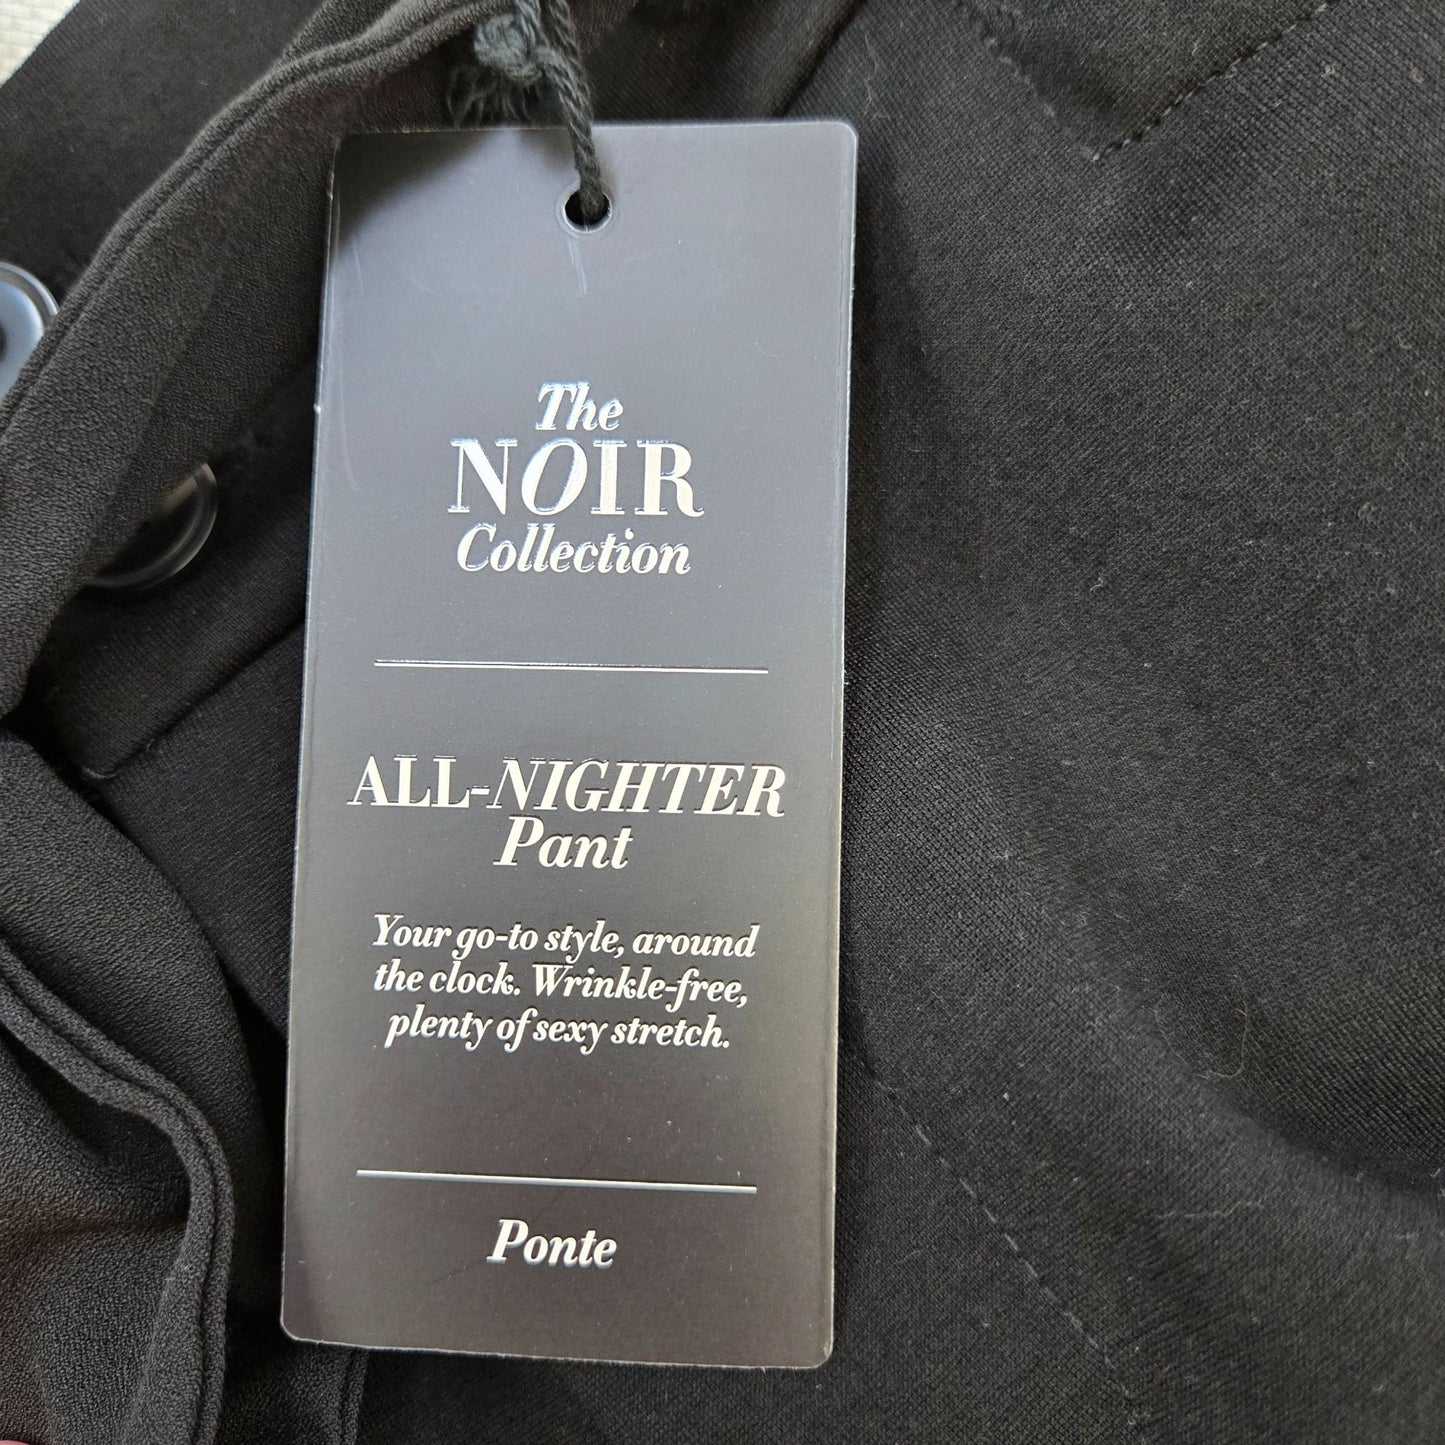 The
NOIR
Collection
ALL-NIGHTER
Pant
Your go-to style, around
the clock. Wrinkle-free,
plenty of sexy stretch.
Ponte